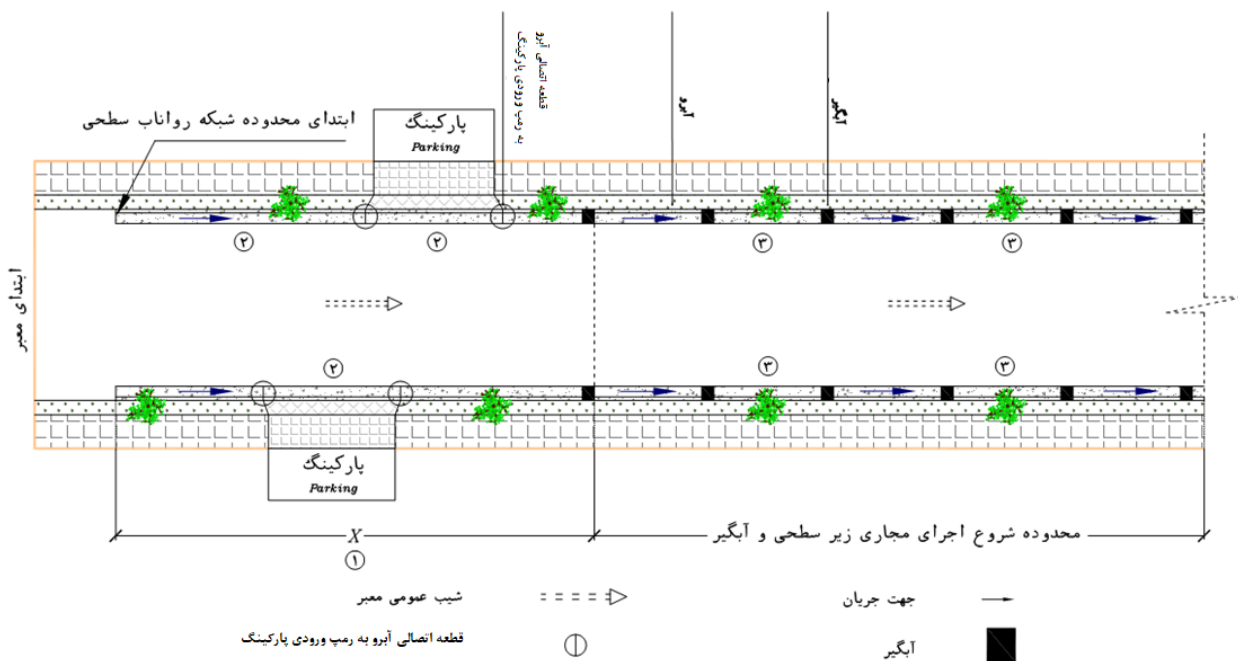 قطعه اتصالی آبرو
به رمپ ورودی پارکینگ
آبرو
آبگیر
ابتدای محدوده شبکه رواناب سطحی
پارکینگ
Parking
۲
۲
۳
۳
ابتدای معبر
۲
۳
۳
پارکینگ
Parking
X
۱
محدوده شروع اجرای مجاری زیر سطحی و آبگیر
جهت جریان
شیب عمومی معبر
آبگیر
قطعه اتصالی آبرو به رمپ ورودی پارکینگ